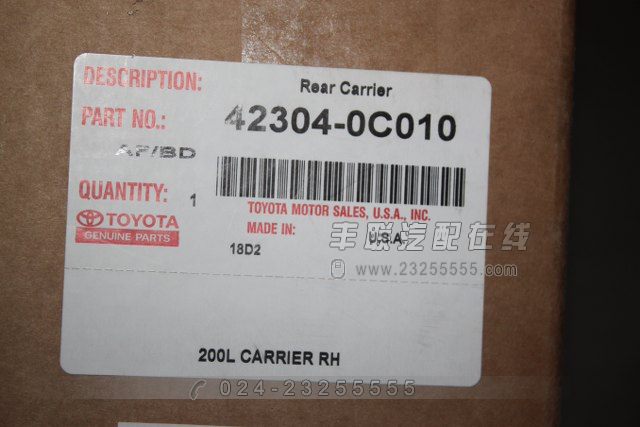 DESCRIPTION: Rear Carrier
PART NO.: 42304-0C010
AP/BD
QUANTITY: 1
TOYOTA MOTOR SALES, U.S.A., INC.
TOYOTA
GENUINE PARTS
MADE IN: U.S.A.
18D2
丰联汽配在线
www.23255555.com
200L CARRIER RH
024-23255555